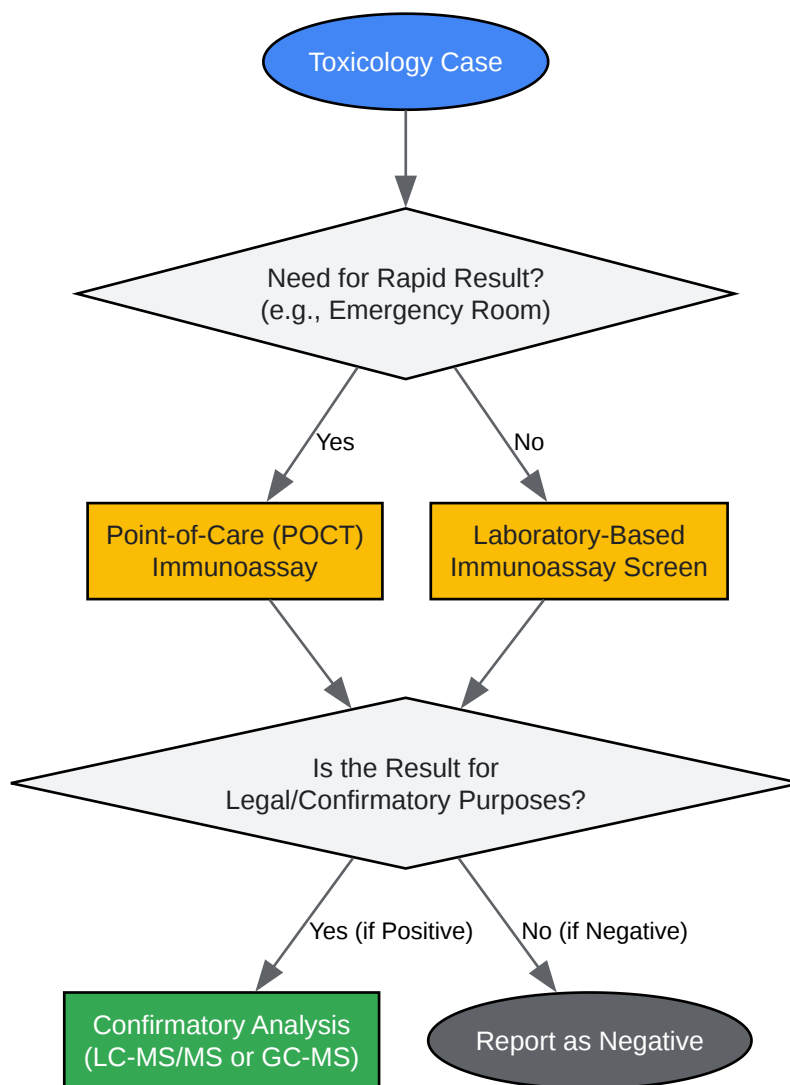 Toxicology Case
Need for Rapid Result?
(e.g., Emergency Room)
Yes
No
Point-of-Care (POCT)
Immunoassay
Laboratory-Based
Immunoassay Screen
Is the Result for
Legal/Confirmatory Purposes?
Yes (if Positive)
No (if Negative)
Confirmatory Analysis
(LC-MS/MS or GC-MS)
Report as Negative